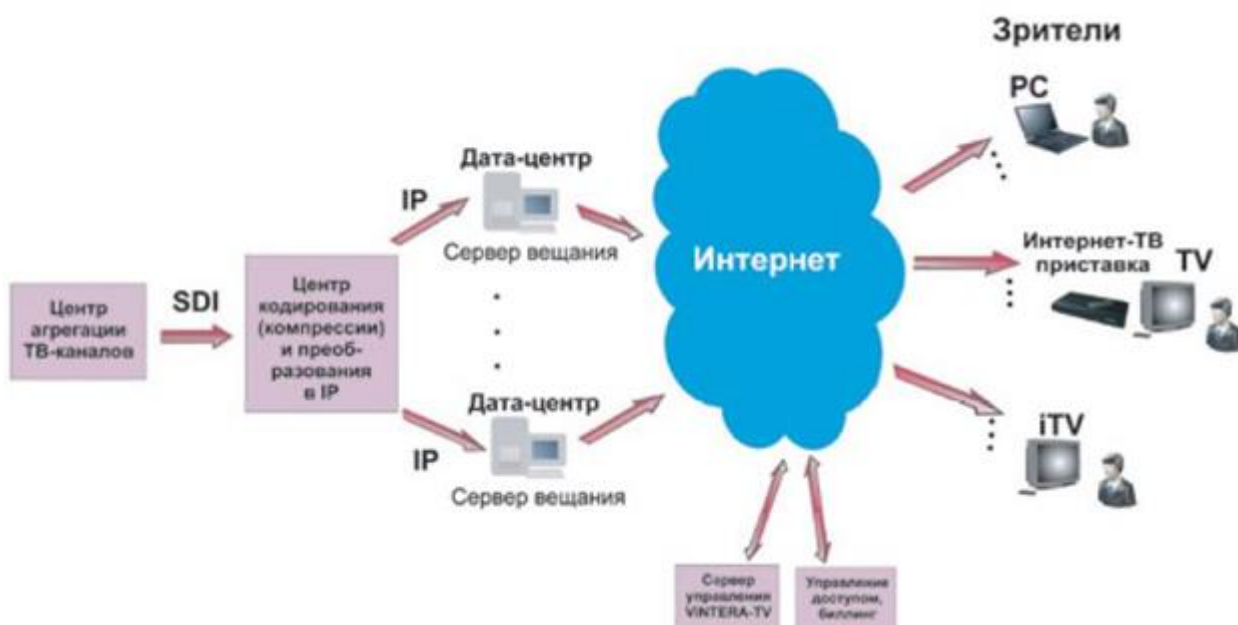 Зрители
PC
Дата-центр
IP
Сервер вещания
Интернет
Интернет-ТВ
приставка
TV
SDI
Центр
агрегации
ТВ-каналов
Центр
кодирования
(компрессии)
и преоб-
разования
в IP
Дата-центр
IP
Сервер вещания
iTV
Сервер
управления
VINTERA-TV
Управление
доступом,
биллинг